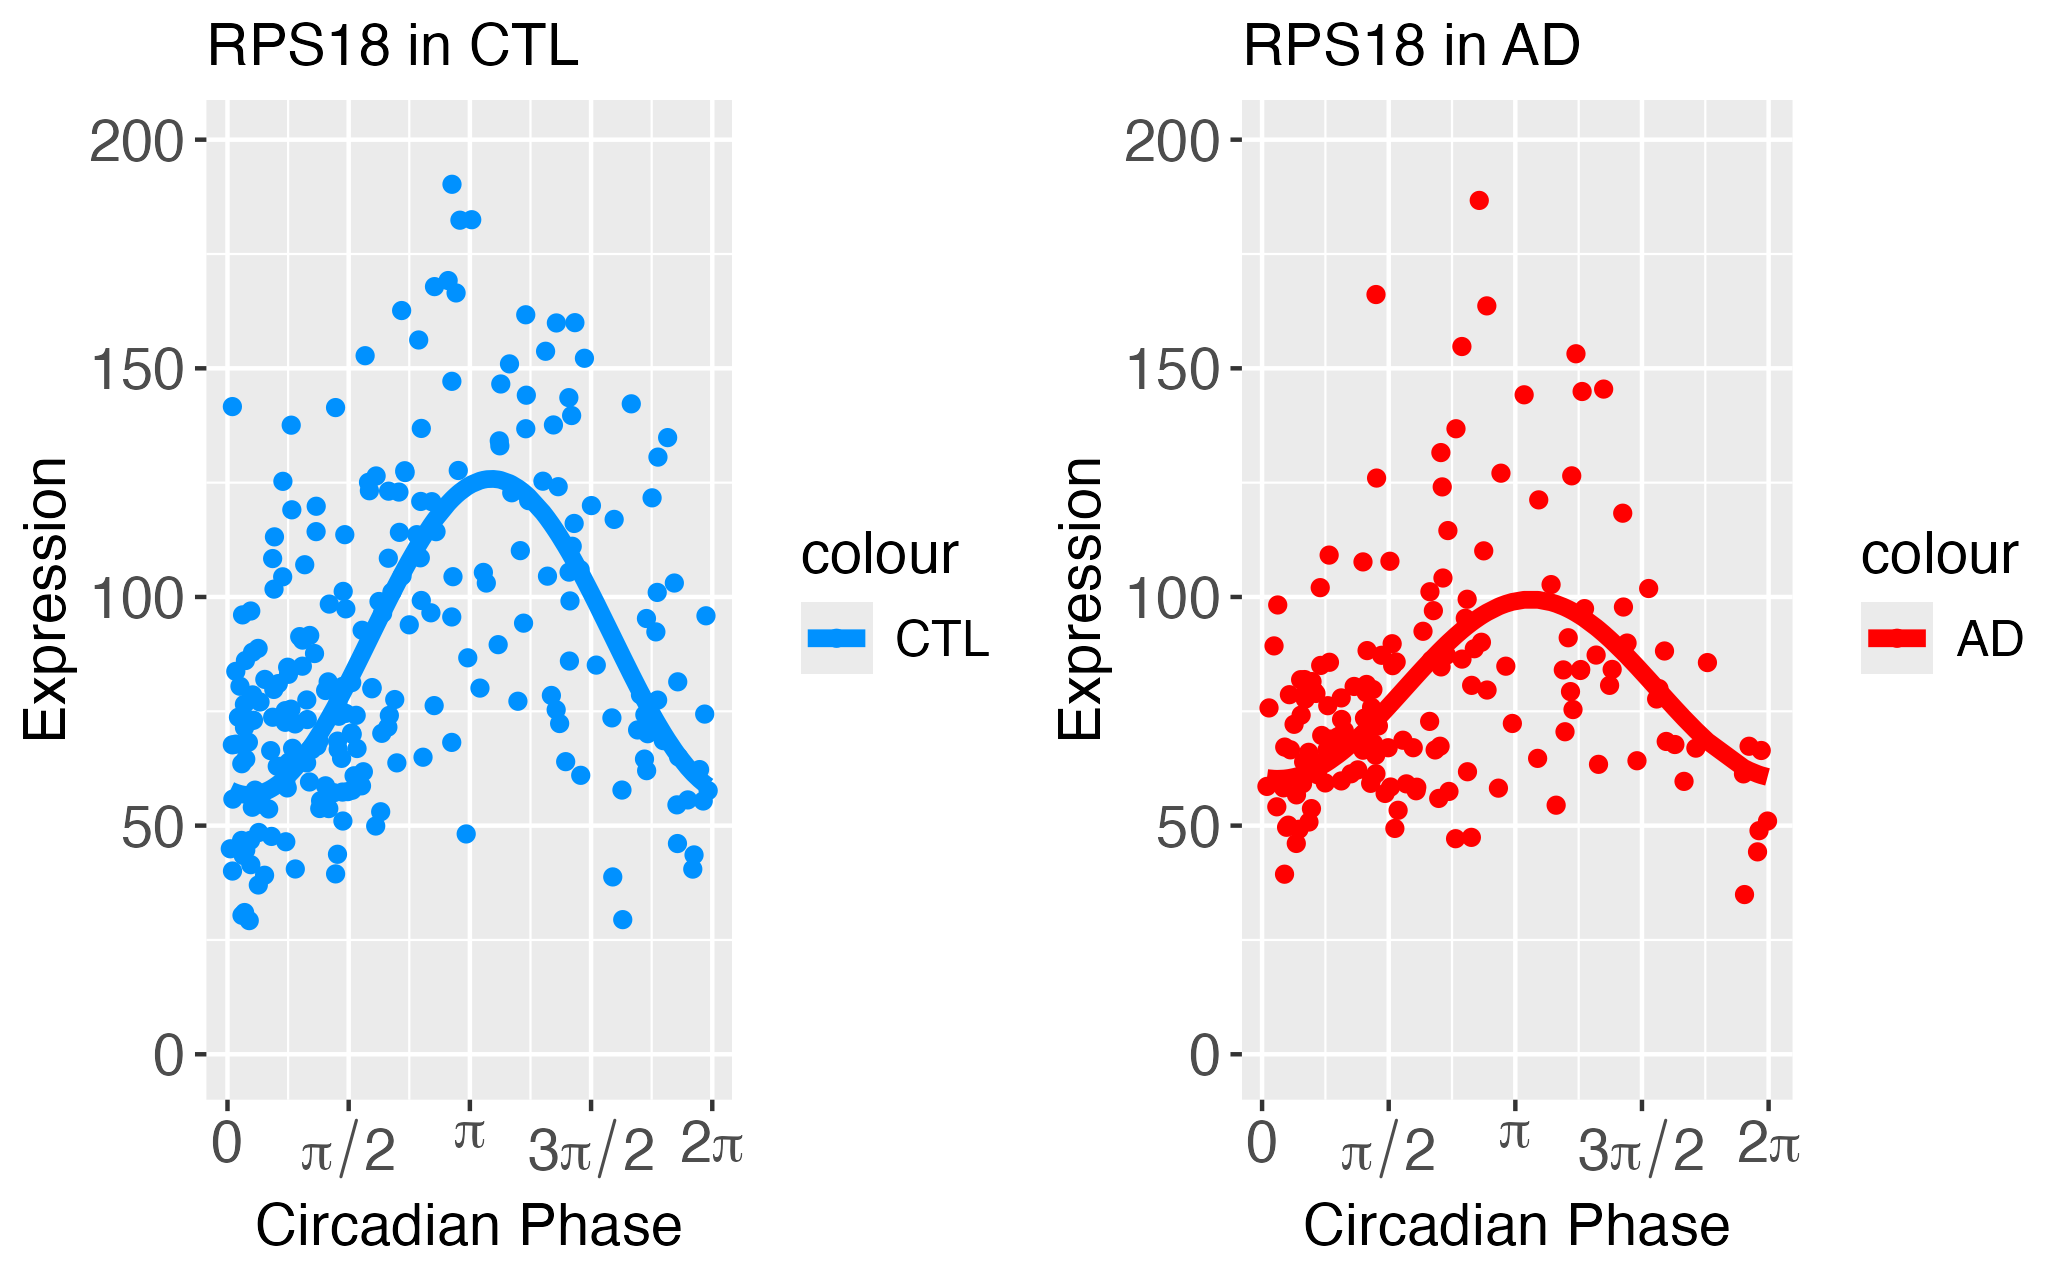 RPS18 in CTL
Expression
200
150
100
50
0
0 π/2 π 3π/2 2π
Circadian Phase
colour
CTL
RPS18 in AD
Expression
200
150
100
50
0
0 π/2 π 3π/2 2π
Circadian Phase
colour
AD